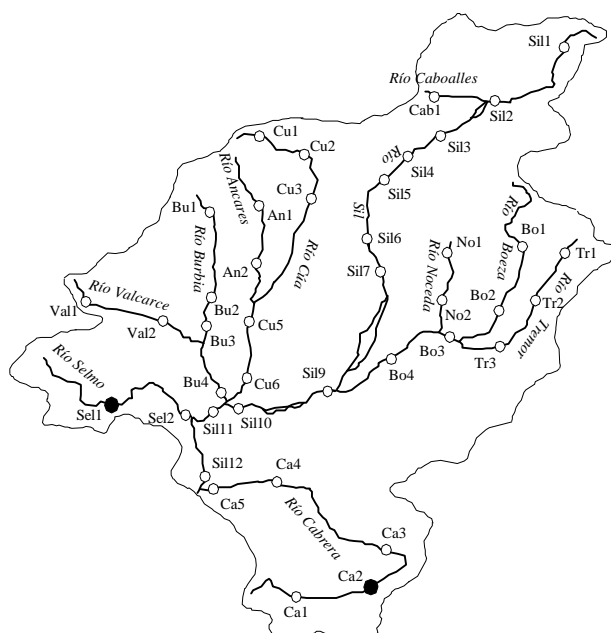 Sil1
Río Caboalles
Cab1
Sil2
Cu1
Cu2
Sil3
Río
Sil4
Sil5
Cu3
Río Ancares
An1
Bu1
Río Burbia
Río Cúa
Sil
Sil6
Sil7
Río
Boeza
Bo1
No1
Río Noceda
Tr1
Río
Tremor
Tr2
An2
Río Valcarce
Val1
Val2
Bu2
Bu3
Cu5
Bo2
No2
Bo3
Tr3
Bo4
Río Selmo
Bu4
Cu6
Sil9
Sel1
Sel2
Sil11
Sil10
Sil12
Ca4
Ca5
Río Cabrera
Ca3
Ca2
Ca1